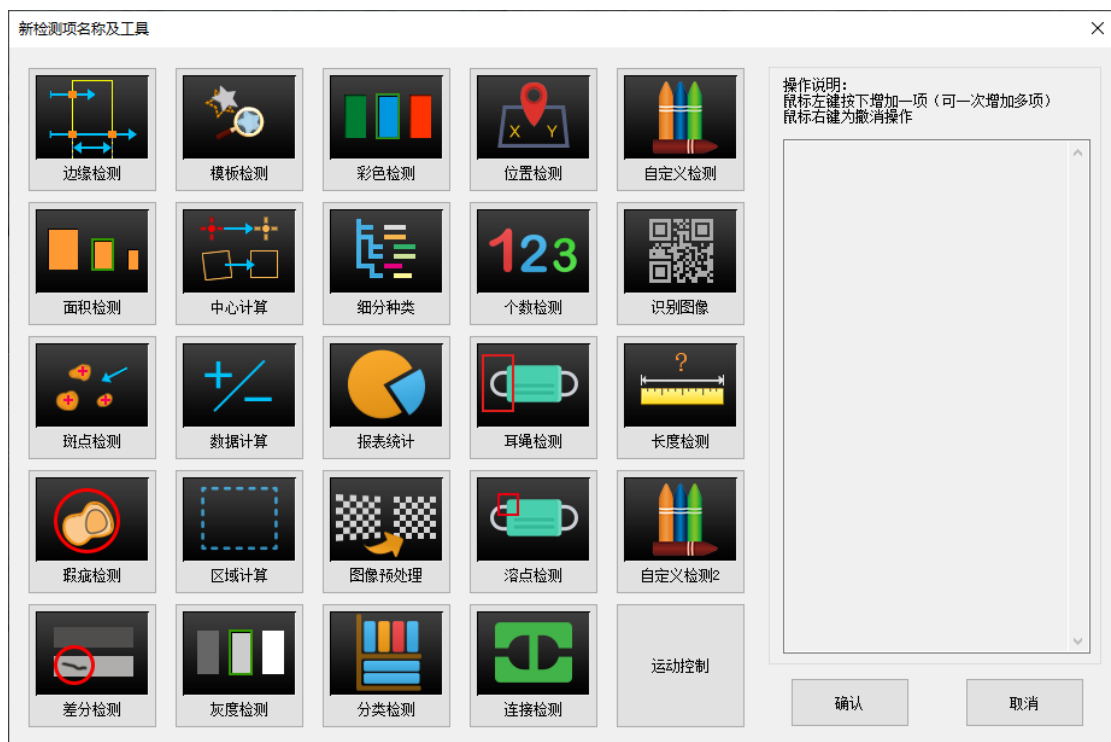 新检测项名称及工具
边缘检测
模板检测
彩色检测
X Y
位置检测
自定义检测
操作说明：
鼠标左键按下增加一项（可一次增加多项）
鼠标右键为撤消操作
面积检测
中心计算
细分种类
123
个数检测
识别图像
斑点检测
数据计算
报表统计
耳绳检测
?
长度检测
瑕疵检测
区域计算
图像预处理
溶点检测
自定义检测2
差分检测
灰度检测
分类检测
连接检测
运动控制
确认
取消